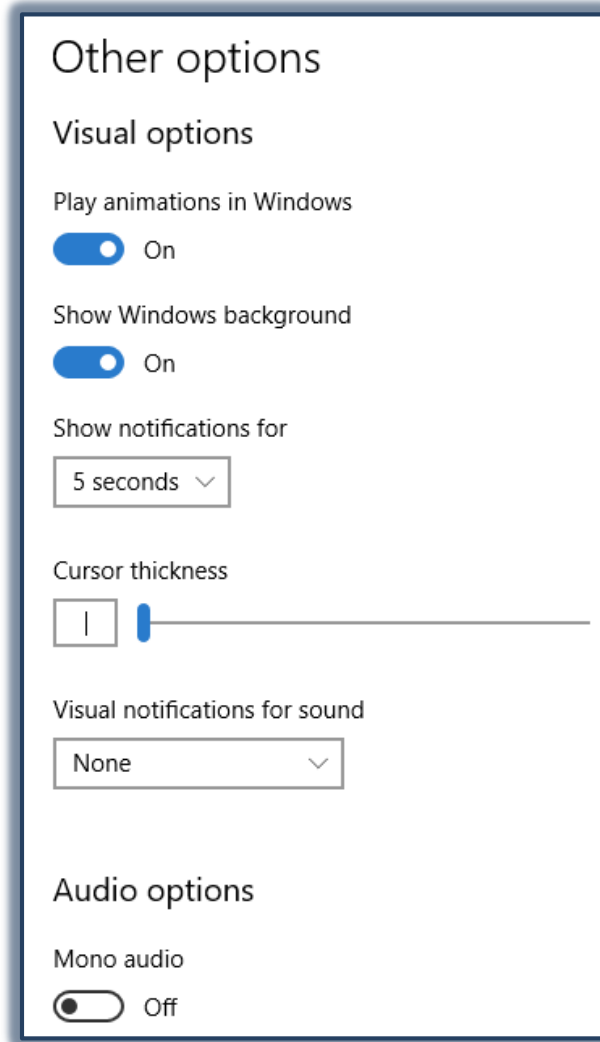 Other options
Visual options
Play animations in Windows
On
Show Windows background
On
Show notifications for
5 seconds
Cursor thickness
Visual notifications for sound
None
Audio options
Mono audio
Off